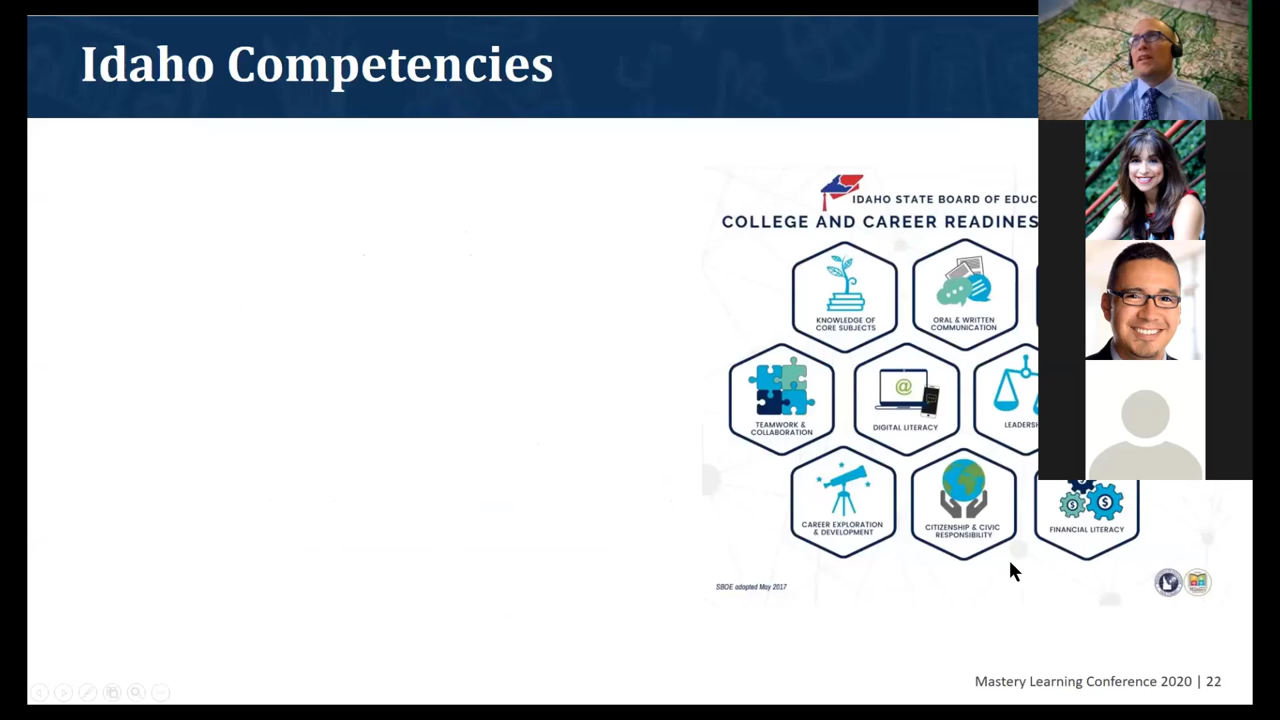 Idaho Competencies
IDAHO STATE BOARD OF EDUC
COLLEGE AND CAREER READINES
KNOWLEDGE OF
CORE SUBJECTS
ORAL & WRITTEN
COMMUNICATION
TEAMWORK &
COLLABORATION
@
DIGITAL LITERACY
LEADERSH
CAREER EXPLORATION
& DEVELOPMENT
CITIZENSHIP & CIVIC
RESPONSIBILITY
$
$
FINANCIAL LITERACY
SBOE adopted May 2017
Mastery Learning Conference 2020 | 22